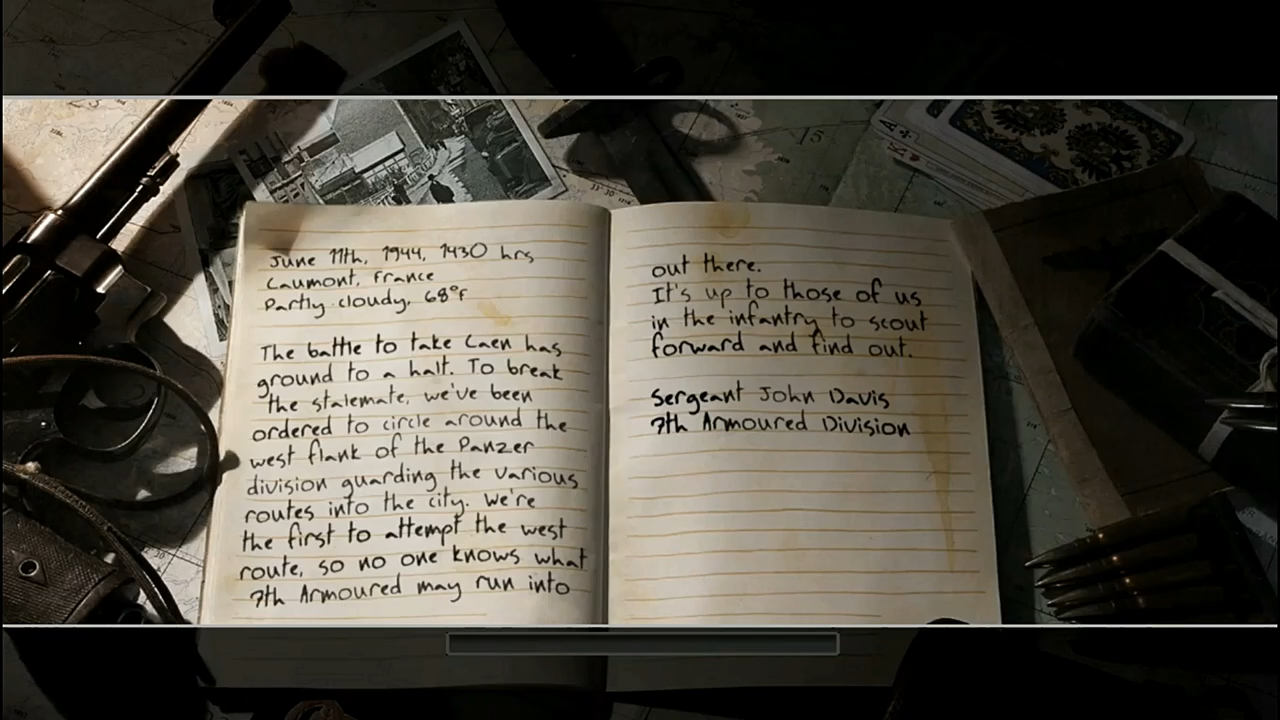 June 11th, 1944, 1430 hrs
Caumont, France
Partly cloudy, 68°F
The battle to take Caen has
ground to a halt. To break
the stalemate, we've been
ordered to circle around the
west flank of the Panzer
division guarding the various
routes into the city. We're
the first to attempt the west
route, so no one knows what
7th Armoured may run into
out there.
It's up to those of us
in the infantry to scout
forward and find out.
Sergeant John Davis
7th Armoured Division